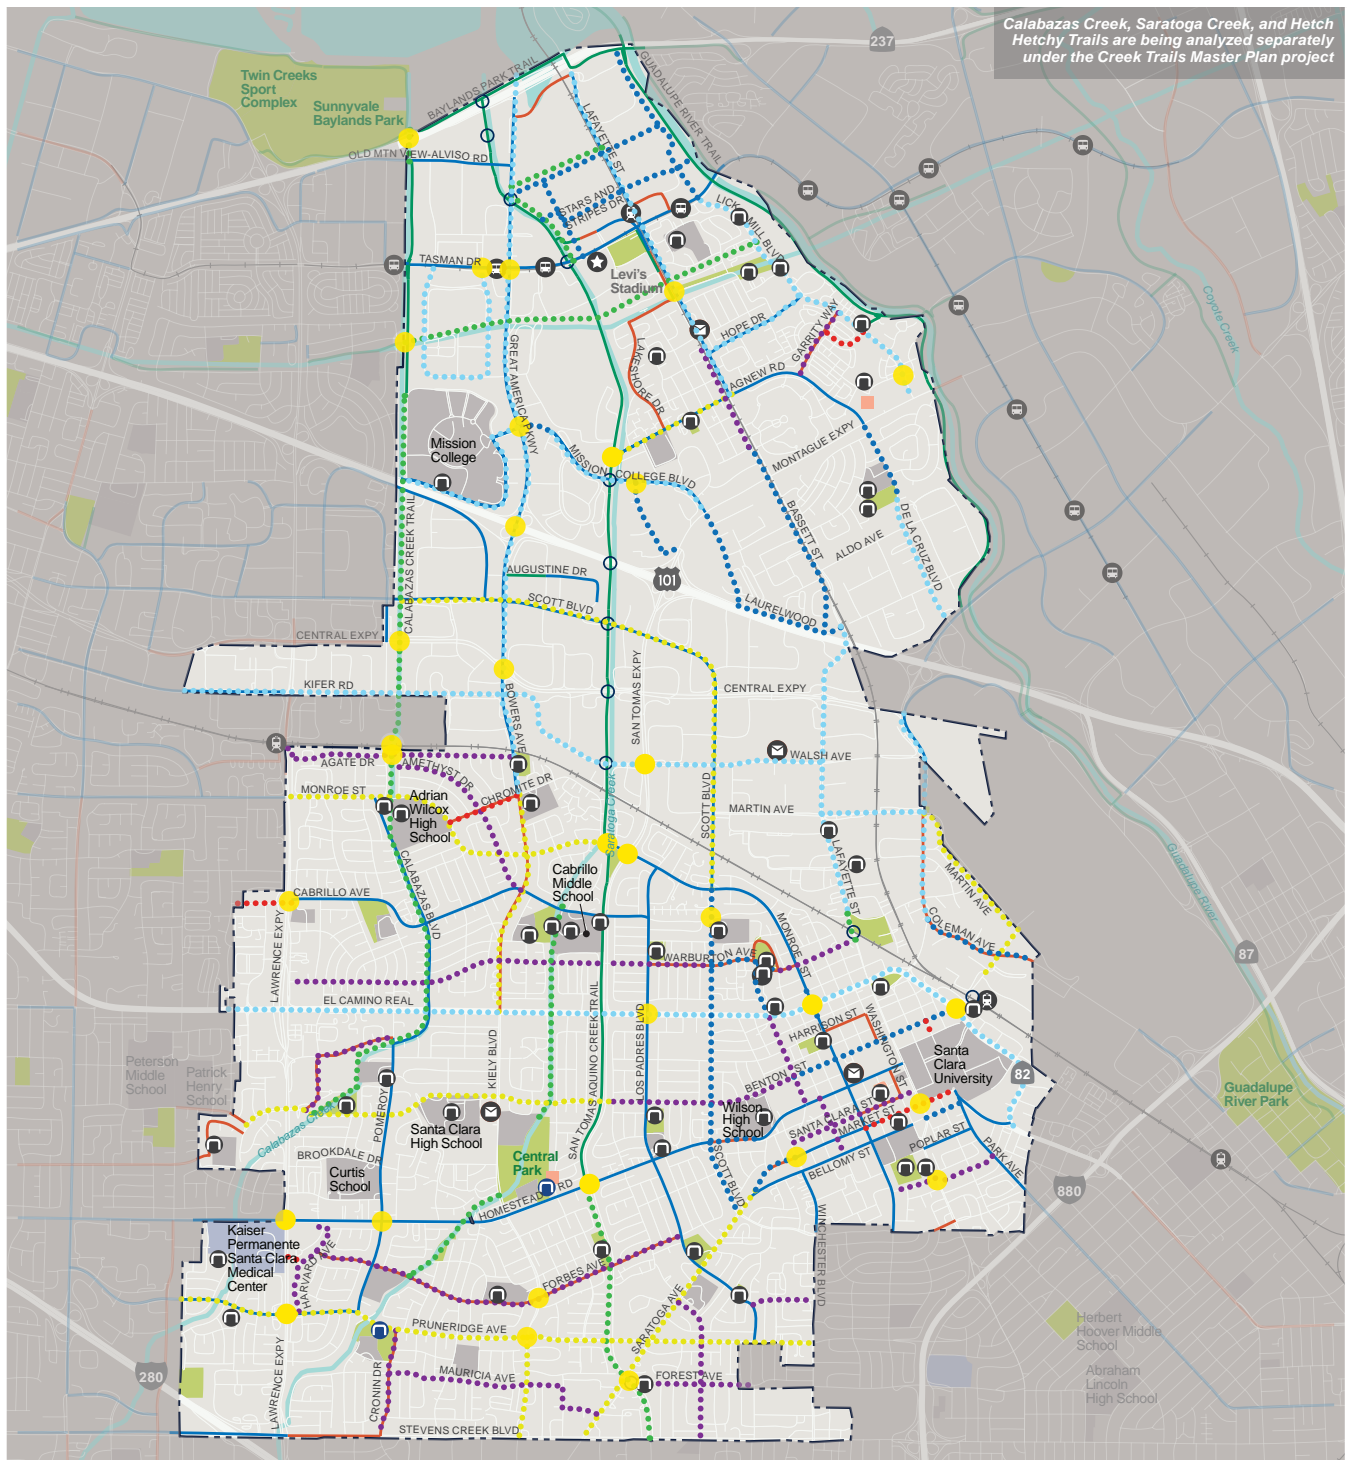 Calabazas Creek, Saratoga Creek, and Hetch
Hetchy Trails are being analyzed separately
under the Creek Trails Master Plan project
237
Twin Creeks
Sport
Complex
Sunnyvale
Baylands Park
BAYLANDS PARK TRAIL
GUADALUPE RIVER TRAIL
OLD MTN VIEW-ALVISO RD
LAFAYETTE ST
STARS AND
STRIPES DR
LICK MILL BLVD
TASMAN DR
Levi's
Stadium
Coyote Creek
GREAT AMERICA PKWY
HOPE DR
GARRITY WAY
LAKESHORE DR
AGNEW RD
Mission
College
MISSION COLLEGE BLVD
MONTAGUE EXPY
BASSETT ST
DE LA CRUZ BLVD
ALDO AVE
CALABAZAS CREEK TRAIL
AUGUSTINE DR
101
SCOTT BLVD
LAURELWOOD
CENTRAL EXPY
KIFER RD
CENTRAL EXPY
SAN TOMAS EXPY
BOWERS AVE
WALSH AVE
AGATE DR
AMETHYST DR
MONROE ST
CHROMITE DR
Adrian
Wilcox
High
School
SCOTT BLVD
MARTIN AVE
Saratoga Creek
LAFAYETTE ST
Guadalupe River
CALABAZAS BLVD
Cabrillo
Middle
School
MARTIN AVE
CABRILLO AVE
COLEMAN AVE
MONROE ST
LAWRENCE EXPY
WARBURTON AVE
87
EL CAMINO REAL
SAN TOMAS AQUINO CREEK TRAIL
LOS PADRES BLVD
KIELY BLVD
HARRISON ST
WASHINGTON ST
Santa
Clara
University
82
Peterson
Middle
School
Patrick
Henry
School
BENTON ST
Guadalupe
River Park
Calabazas Creek
POMEROY
Santa Clara
High School
Wilson
High
School
SANTA CLARA ST
MARKET ST
BROOKDALE DR
Central
Park
POPLAR ST
PARK AVE
BELLOMY ST
Curtis
School
SCOTT BLVD
HOMESTEAD RD
880
WINCHESTER BLVD
Kaiser
Permanente
Santa Clara
Medical
Center
HARVARD AVE
FORBES AVE
SARATOGA AVE
PRUNERIDGE AVE
Herbert
Hoover Middle
School
LAWRENCE EXPY
CRONIN DR
MAURICIA AVE
FOREST AVE
Abraham
Lincoln
High School
280
STEVENS CREEK BLVD